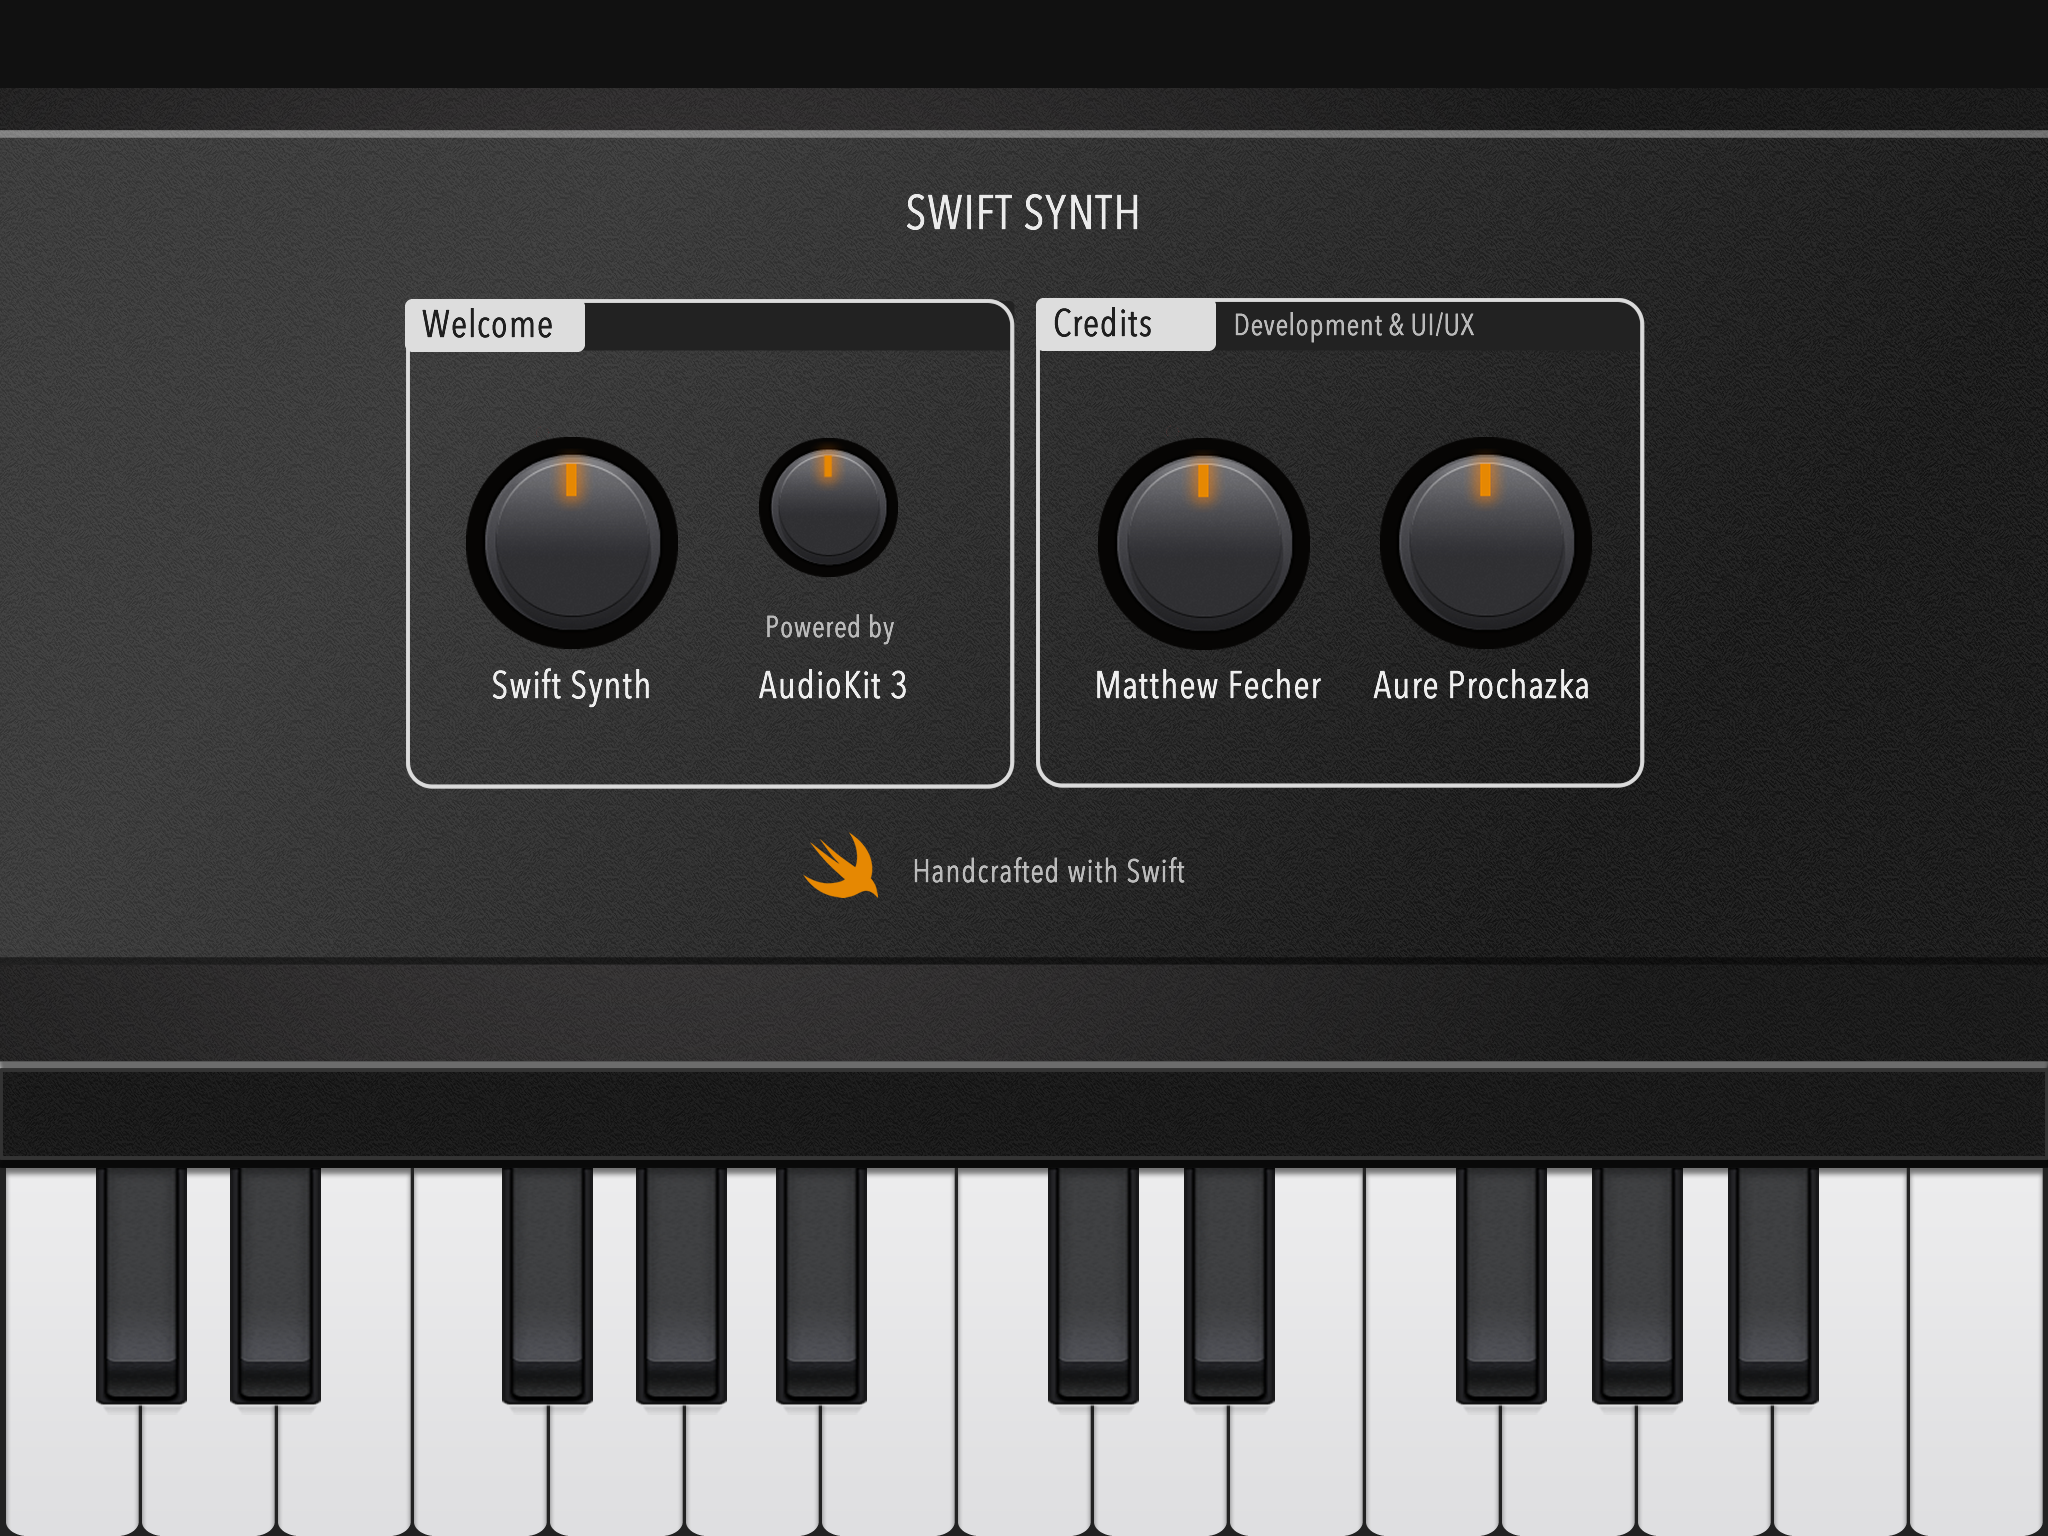 SWIFT SYNTH
Welcome
Swift Synth
Powered by
AudioKit 3
Credits
Development & UI/UX
Matthew Fecher
Aure Prochazka
Handcrafted with Swift